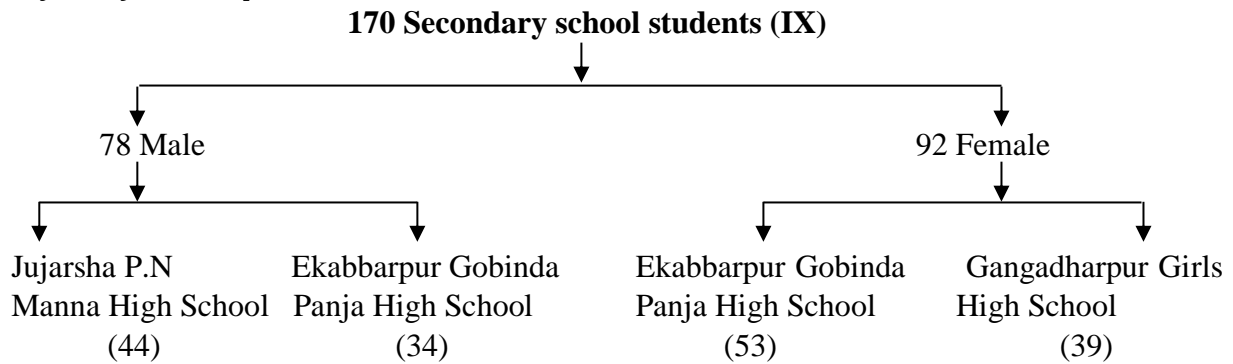 170 Secondary school students (IX)
78 Male 92 Female
Jujarsha P.N Ekabbarpur Gobinda Ekabbarpur Gobinda Gangadharpur Girls
Manna High School Panja High School Panja High School High School
(44) (34) (53) (39)